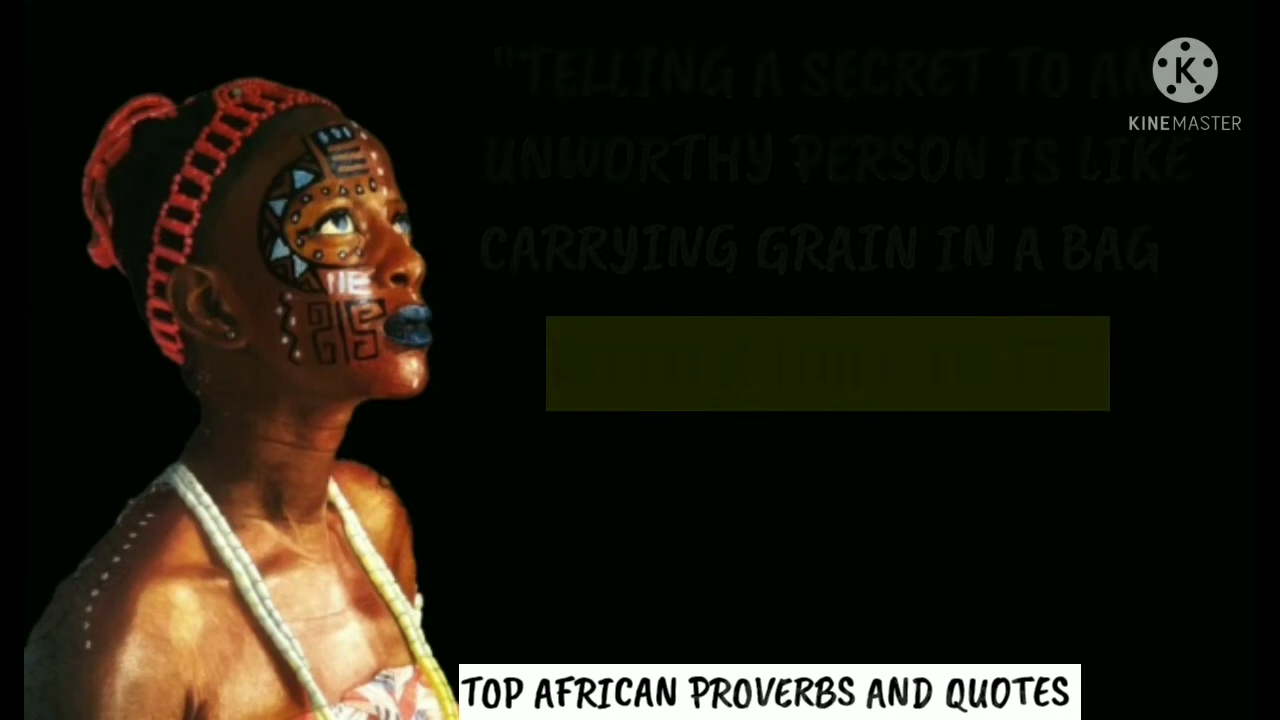 "TELLING A SECRET TO AN
UNWORTHY PERSON IS LIKE
CARRYING GRAIN IN A BAG
K
KINEMASTER
TOP AFRICAN PROVERBS AND QUOTES